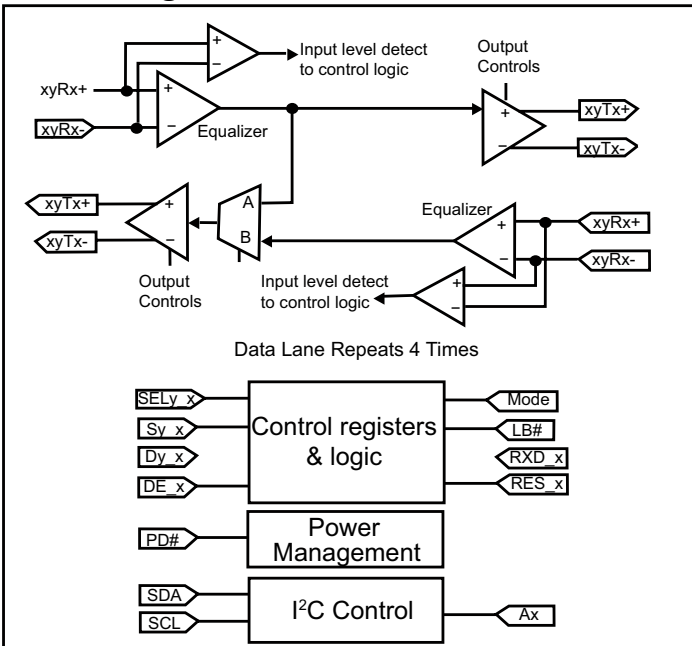 +
−
Input level detect
to control logic
Output
Controls
xyRx+
+
−
Equalizer
xyRx-
+
−
xyTx+
xyTx-
xyTx+
xyTx-
+
−
A
B
Equalizer
+
−
xyRx+
xyRx-
Output
Controls
Input level detect
to control logic
+
−
Data Lane Repeats 4 Times
SELy_x
Sy_x
Dy_x
DE_x
Control registers
& logic
Mode
LB#
RXD_x
RES_x
PD#
Power
Management
SDA
SCL
I²C Control
Ax